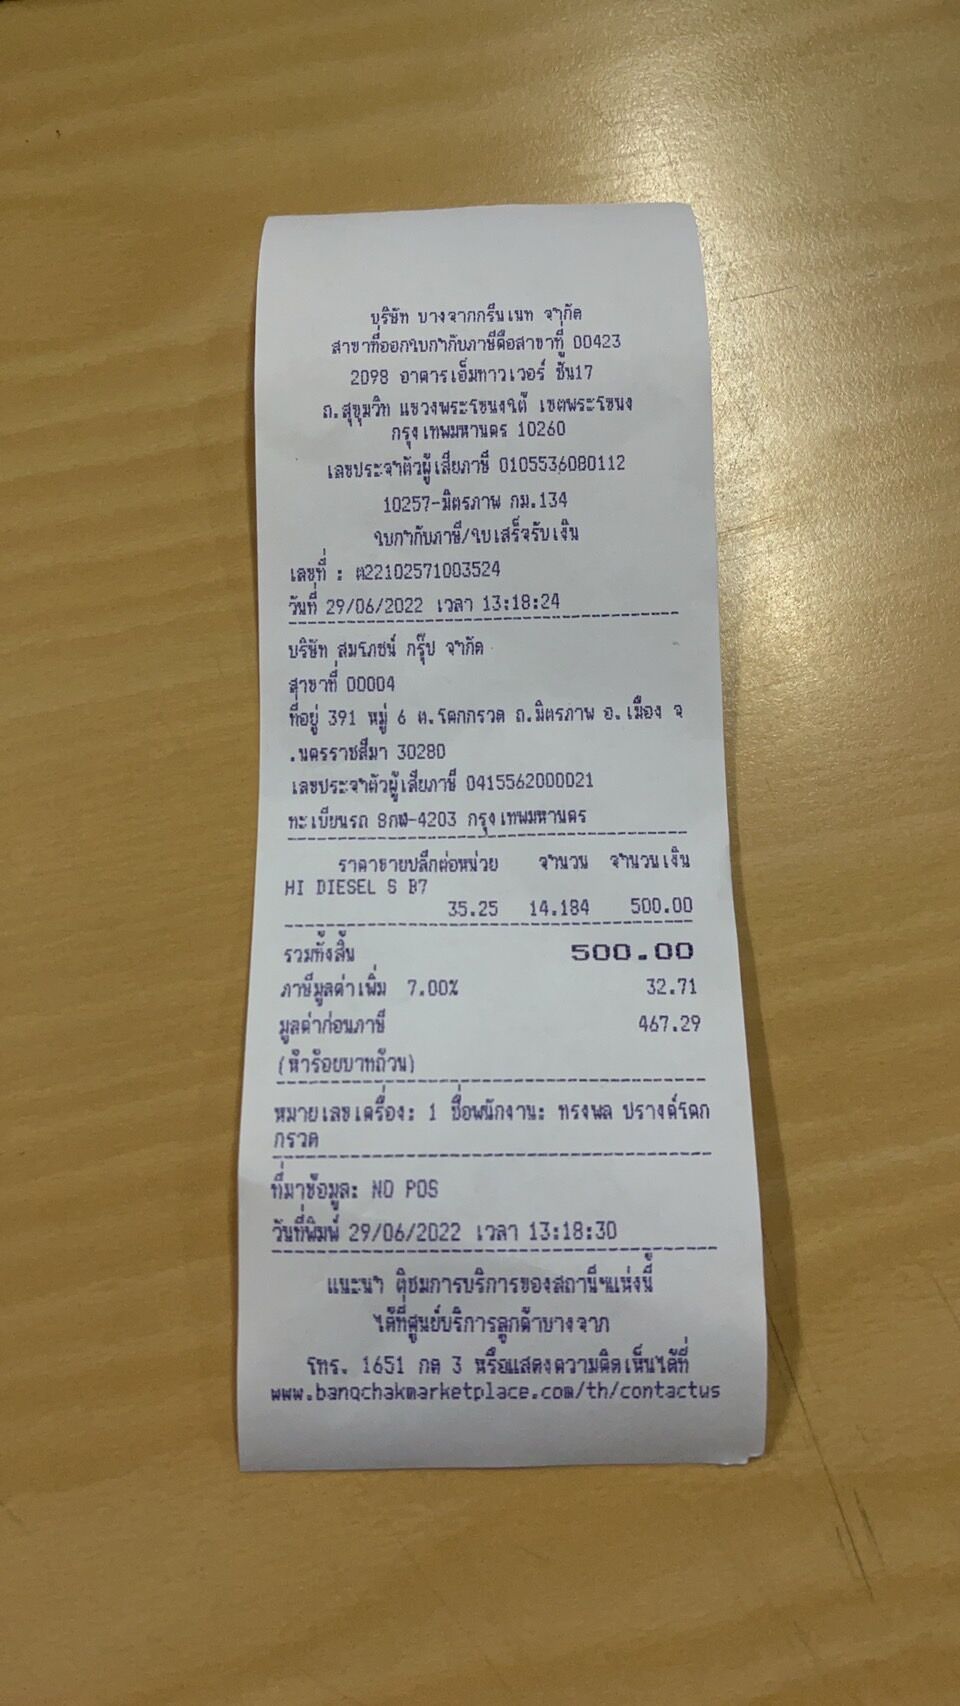 บริษัท บางจากกรีนเนท จำกัด
สาขาที่ออกใบกำกับภาษีคือสาขาที่ 00423
2098 อาคารเอ็มทาวเวอร์ ชั้น17
ถ.สุขุมวิท แขวงพระโขนงใต้ เขตพระโขนง
กรุงเทพมหานคร 10260
เลขประจำตัวผู้เสียภาษี 0105536080112
10257-มิตรภาพ กม.134
ใบกำกับภาษี/ใบเสร็จรับเงิน
เลขที่ : ต22102571003524
วันที่ 29/06/2022 เวลา 13:18:24
บริษัท สมโภชน์ กรุ๊ป จำกัด
สาขาที่ 00004
ที่อยู่ 391 หมู่ 6 ต.โคกกรวด ถ.มิตรภาพ อ.เมือง จ
.นครราชสีมา 30280
เลขประจำตัวผู้เสียภาษี 0415562000021
ทะเบียนรถ 8กฬ-4203 กรุงเทพมหานคร
ราคาขายปลีกต่อหน่วย จำนวน จำนวนเงิน
HI DIESEL S B7
35.25 14.184 500.00
รวมทั้งสิ้น 500.00
ภาษีมูลค่าเพิ่ม 7.00% 32.71
มูลค่าก่อนภาษี 467.29
(ห้าร้อยบาทถ้วน)
หมายเลขเครื่อง: 1 ชื่อพนักงาน: ทรงพล ปรางค์โคก
กรวด
ที่มาข้อมูล: NO POS
วันที่พิมพ์ 29/06/2022 เวลา 13:18:30
แนะนำ ติชมการบริการของสถานีฯแห่งนี้
ได้ที่ศูนย์บริการลูกค้าบางจาก
โทร. 1651 กด 3 หรือแสดงความคิดเห็นได้ที่
www.bangchakmarketplace.com/th/contactus